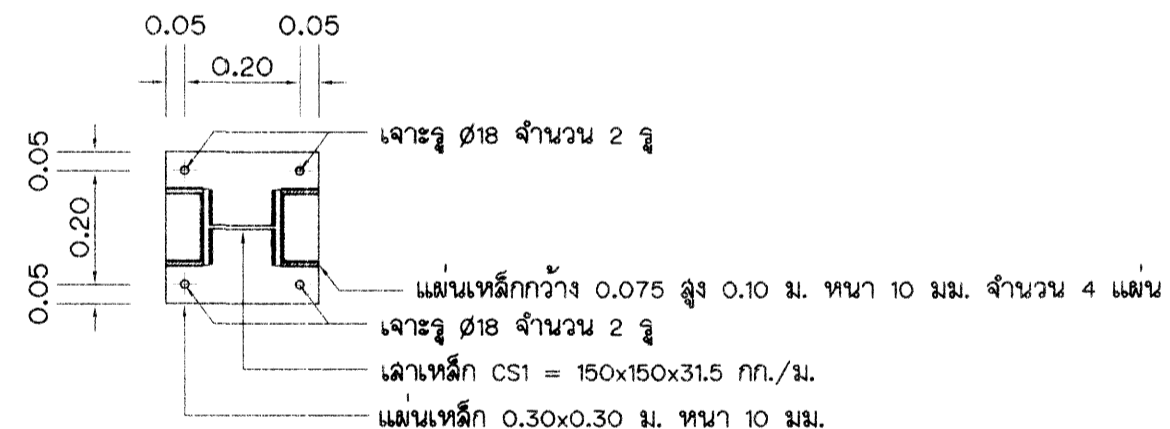 0.05 0.05
0.20
เจาะรู Ø18 จำนวน 2 รู
0.05
0.20
0.05
แผ่นเหล็กกว้าง 0.075 สูง 0.10 ม. หนา 10 มม. จำนวน 4 แผ่น
เจาะรู Ø18 จำนวน 2 รู
เสาเหล็ก CS1 = 150x150x31.5 กก./ม.
แผ่นเหล็ก 0.30x0.30 ม. หนา 10 มม.